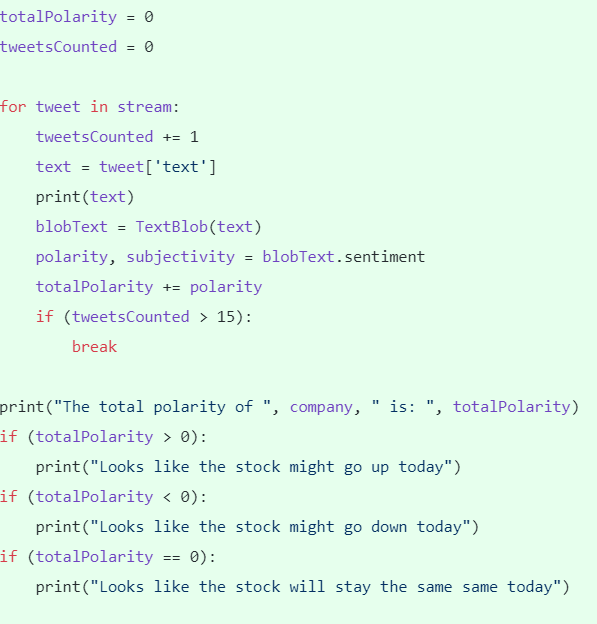 totalPolarity = 0
tweetsCounted = 0

for tweet in stream:
    tweetsCounted += 1
    text = tweet['text']
    print(text)
    blobText = TextBlob(text)
    polarity, subjectivity = blobText.sentiment
    totalPolarity += polarity
    if (tweetsCounted > 15):
        break

print("The total polarity of ", company, " is: ", totalPolarity)
if (totalPolarity > 0):
    print("Looks like the stock might go up today")
if (totalPolarity < 0):
    print("Looks like the stock might go down today")
if (totalPolarity == 0):
    print("Looks like the stock will stay the same same today")